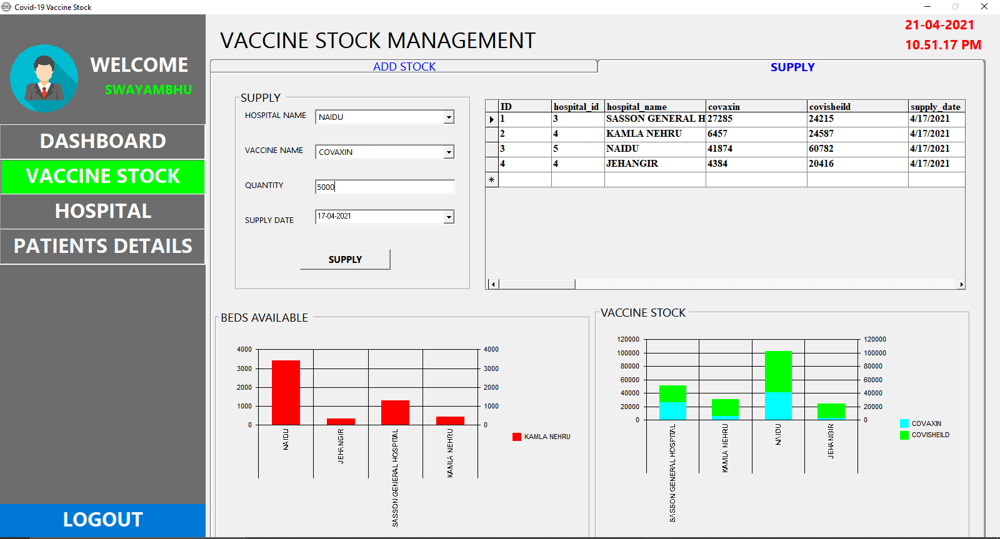 Covid-19 Vaccine Stock
WELCOME
SWAYAMBHU
DASHBOARD
VACCINE STOCK
HOSPITAL
PATIENTS DETAILS
LOGOUT
VACCINE STOCK MANAGEMENT
21-04-2021
10.51.17 PM
ADD STOCK
SUPPLY
SUPPLY
HOSPITAL NAME NAIDU
VACCINE NAME COVAXIN
QUANTITY 5000
SUPPLY DATE 17-04-2021
SUPPLY
ID hospital_id hospital_name covaxin covisheild supply_date
1 3 SASSON GENERAL H 27285 24215 4/17/2021
2 4 KAMLA NEHRU 6457 24587 4/17/2021
3 5 NAIDU 41874 60782 4/17/2021
4 4 JEHANGIR 4384 20416 4/17/2021
BEDS AVAILABLE
4000 4000
3000 3000
2000 2000
1000 1000
0 0
NAIDU
JEHANGIR
SASSON GENERAL HOSPITAL
KAMLA NEHRU
KAMLA NEHRU
VACCINE STOCK
120000 120000
100000 100000
80000 80000
60000 60000
40000 40000
20000 20000
0 0
SASSON GENERAL HOSPITAL
KAMLA NEHRU
NAIDU
JEHANGIR
COVAXIN
COVISHEILD